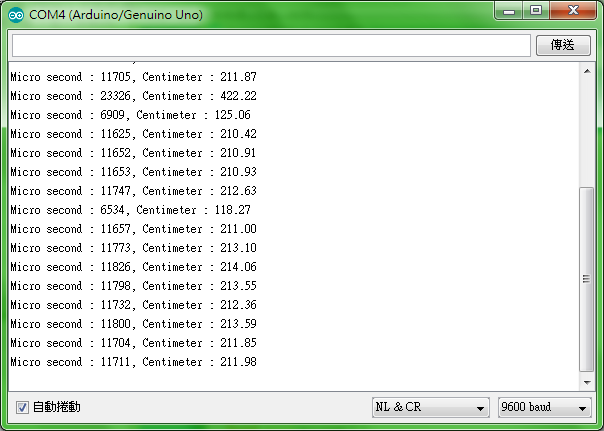 COM4 (Arduino/Genuino Uno)
傳送
Micro second : 11705, Centimeter : 211.87
Micro second : 23326, Centimeter : 422.22
Micro second : 6909, Centimeter : 125.06
Micro second : 11625, Centimeter : 210.42
Micro second : 11652, Centimeter : 210.91
Micro second : 11653, Centimeter : 210.93
Micro second : 11747, Centimeter : 212.63
Micro second : 6534, Centimeter : 118.27
Micro second : 11657, Centimeter : 211.00
Micro second : 11773, Centimeter : 213.10
Micro second : 11826, Centimeter : 214.06
Micro second : 11798, Centimeter : 213.55
Micro second : 11732, Centimeter : 212.36
Micro second : 11800, Centimeter : 213.59
Micro second : 11704, Centimeter : 211.85
Micro second : 11711, Centimeter : 211.98
自動捲動 NL & CR 9600 baud